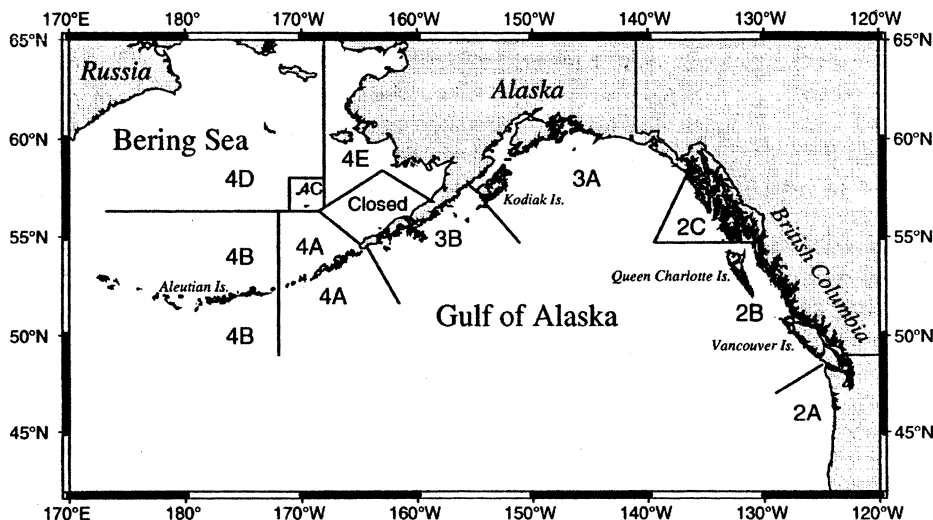 170°E 180° 170°W 160°W 150°W 140°W 130°W 120°W
65°N 65°N
Russia
Alaska
60°N 60°N
Bering Sea
4E
4D
4C
3A
Closed
Kodiak Is.
2C
British Columbia
55°N 55°N
4B
4A
3B
Aleutian Is.
4A
Queen Charlotte Is.
Gulf of Alaska
2B
50°N 50°N
4B
Vancouver Is.
2A
45°N 45°N
170°E 180° 170°W 160°W 150°W 140°W 130°W 120°W